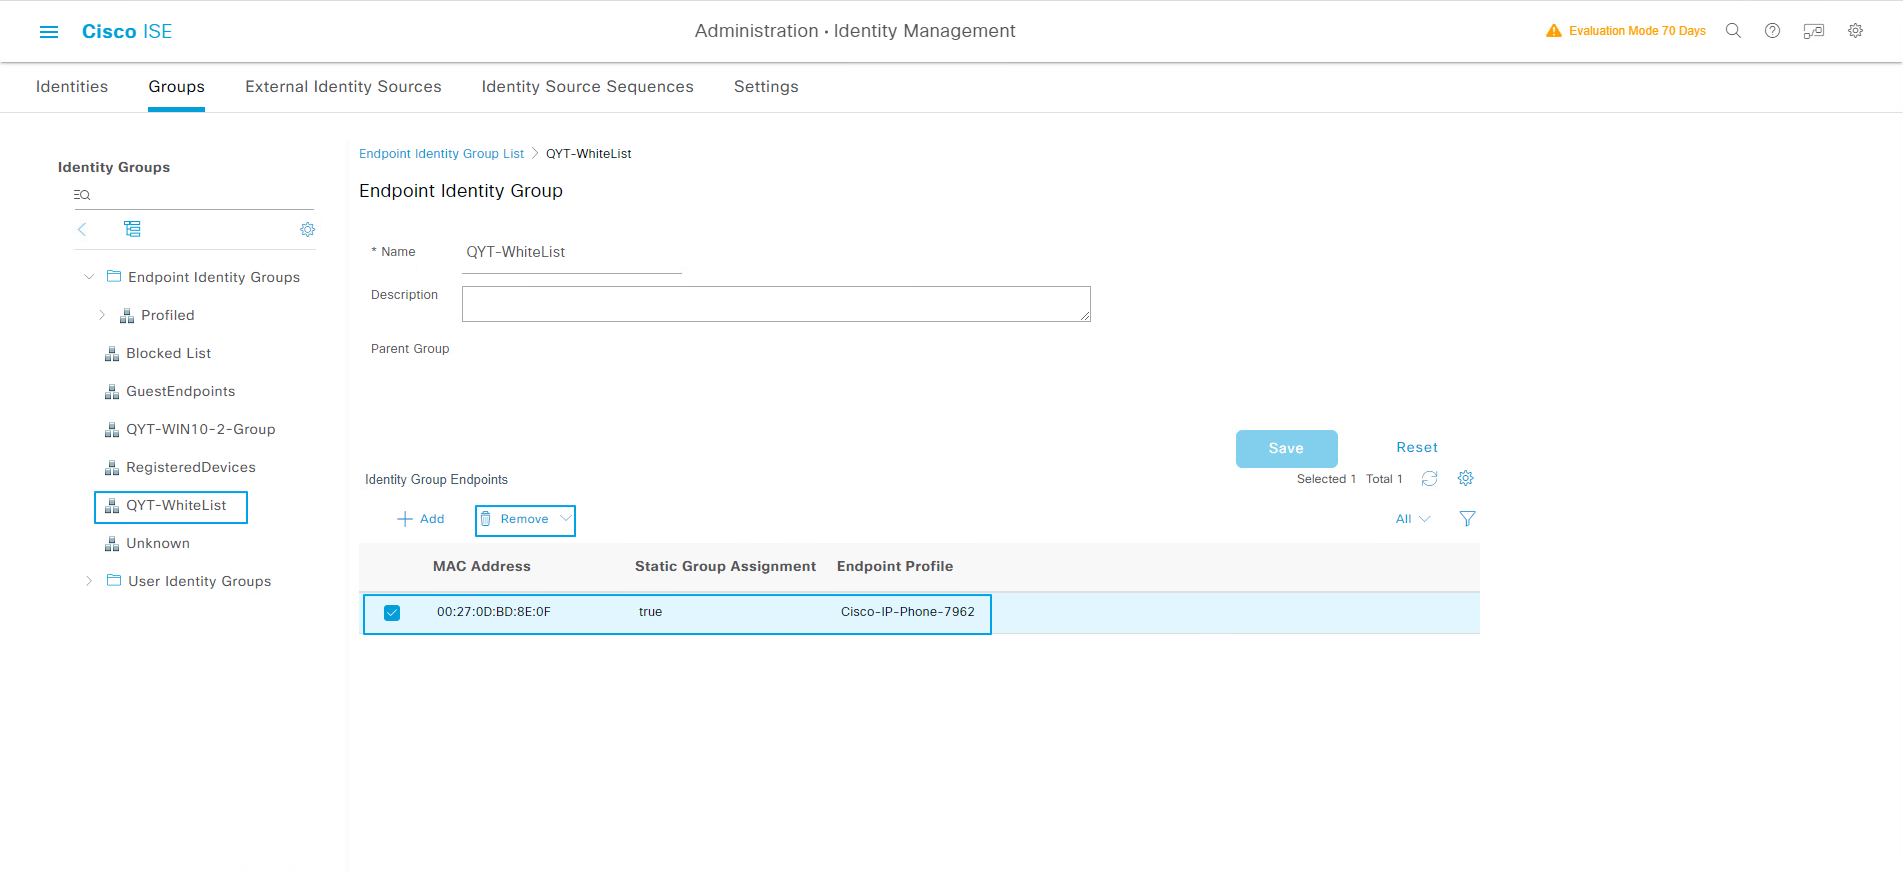 Cisco ISE
Administration · Identity Management
Evaluation Mode 70 Days
Identities
Groups
External Identity Sources
Identity Source Sequences
Settings
Identity Groups
Endpoint Identity Groups
Profiled
Blocked List
GuestEndpoints
QYT-WIN10-2-Group
RegisteredDevices
QYT-WhiteList
Unknown
User Identity Groups
Endpoint Identity Group List > QYT-WhiteList
Endpoint Identity Group
* Name QYT-WhiteList
Description
Parent Group
Save Reset
Identity Group Endpoints Selected 1 Total 1
Add Remove All
MAC Address Static Group Assignment Endpoint Profile
00:27:0D:BD:8E:0F true Cisco-IP-Phone-7962